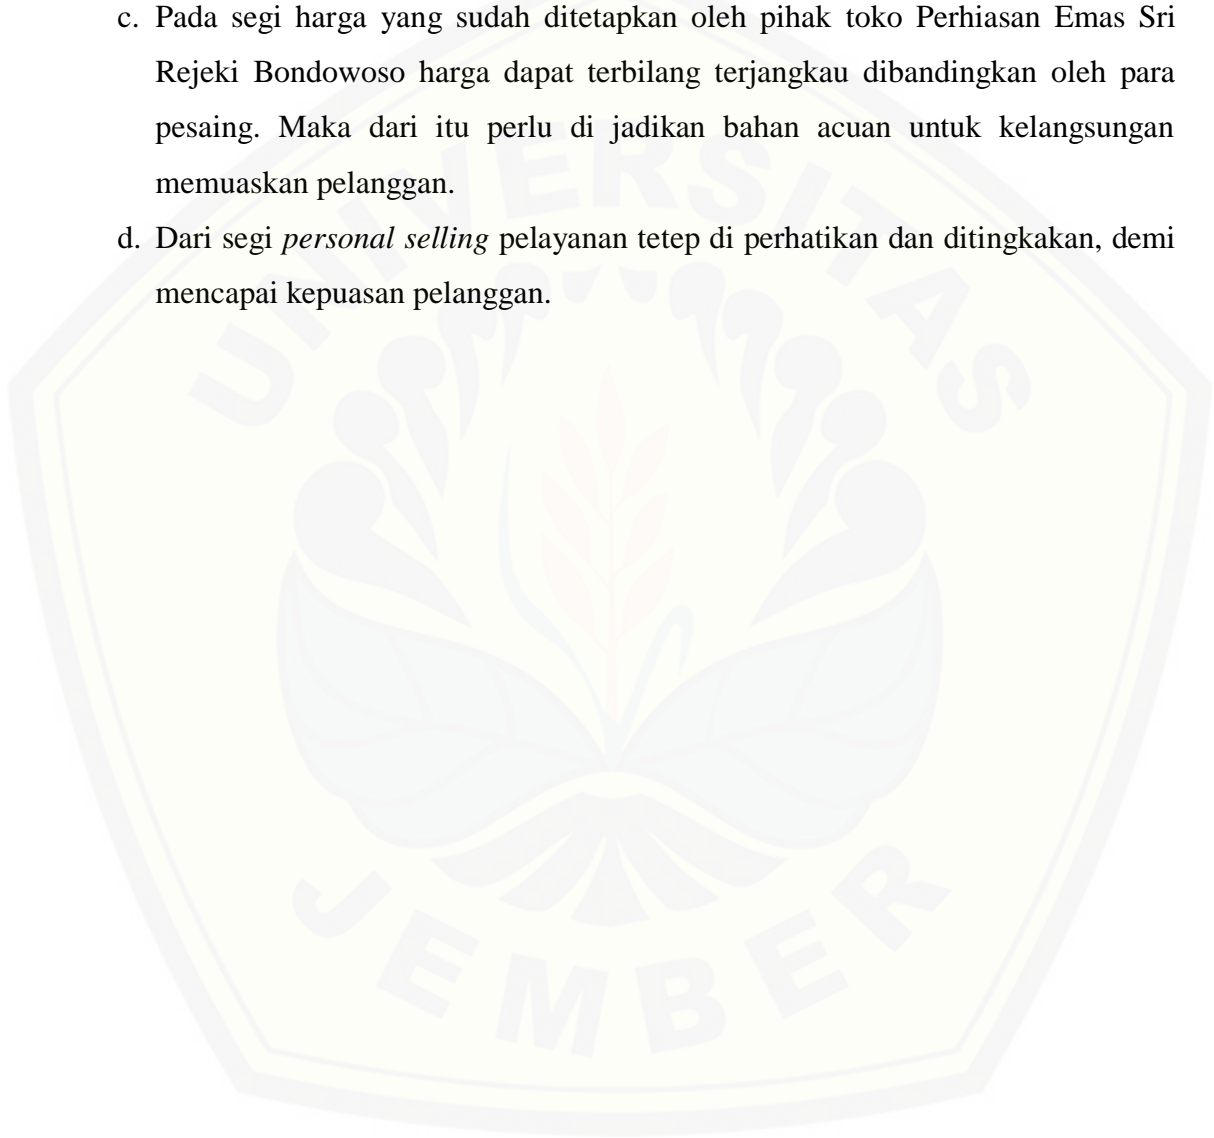 c. Pada segi harga yang sudah ditetapkan oleh pihak toko Perhiasan Emas Sri
Rejeki Bondowoso harga dapat terbilang terjangkau dibandingkan oleh para
pesaing. Maka dari itu perlu di jadikan bahan acuan untuk kelangsungan
memuaskan pelanggan.
d. Dari segi personal selling pelayanan tetep di perhatikan dan ditingkakan, demi
mencapai kepuasan pelanggan.
UNIVERSITAS
JEMBER